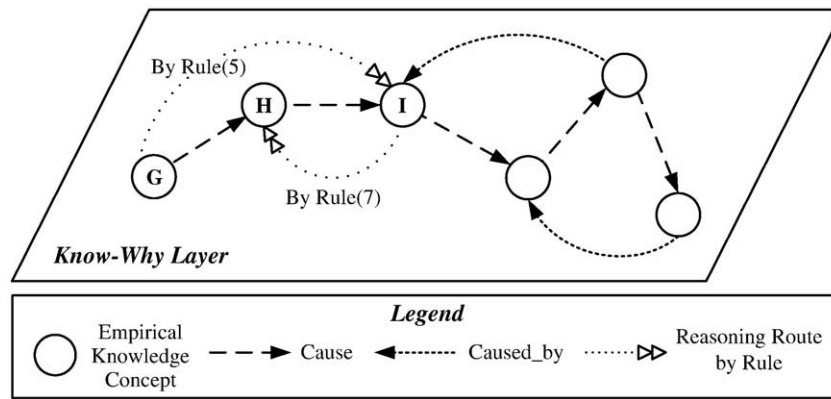 By Rule(5)
H
I
G
By Rule(7)
Know-Why Layer
Legend
Empirical
Knowledge
Concept
Cause
Caused_by
Reasoning Route
by Rule